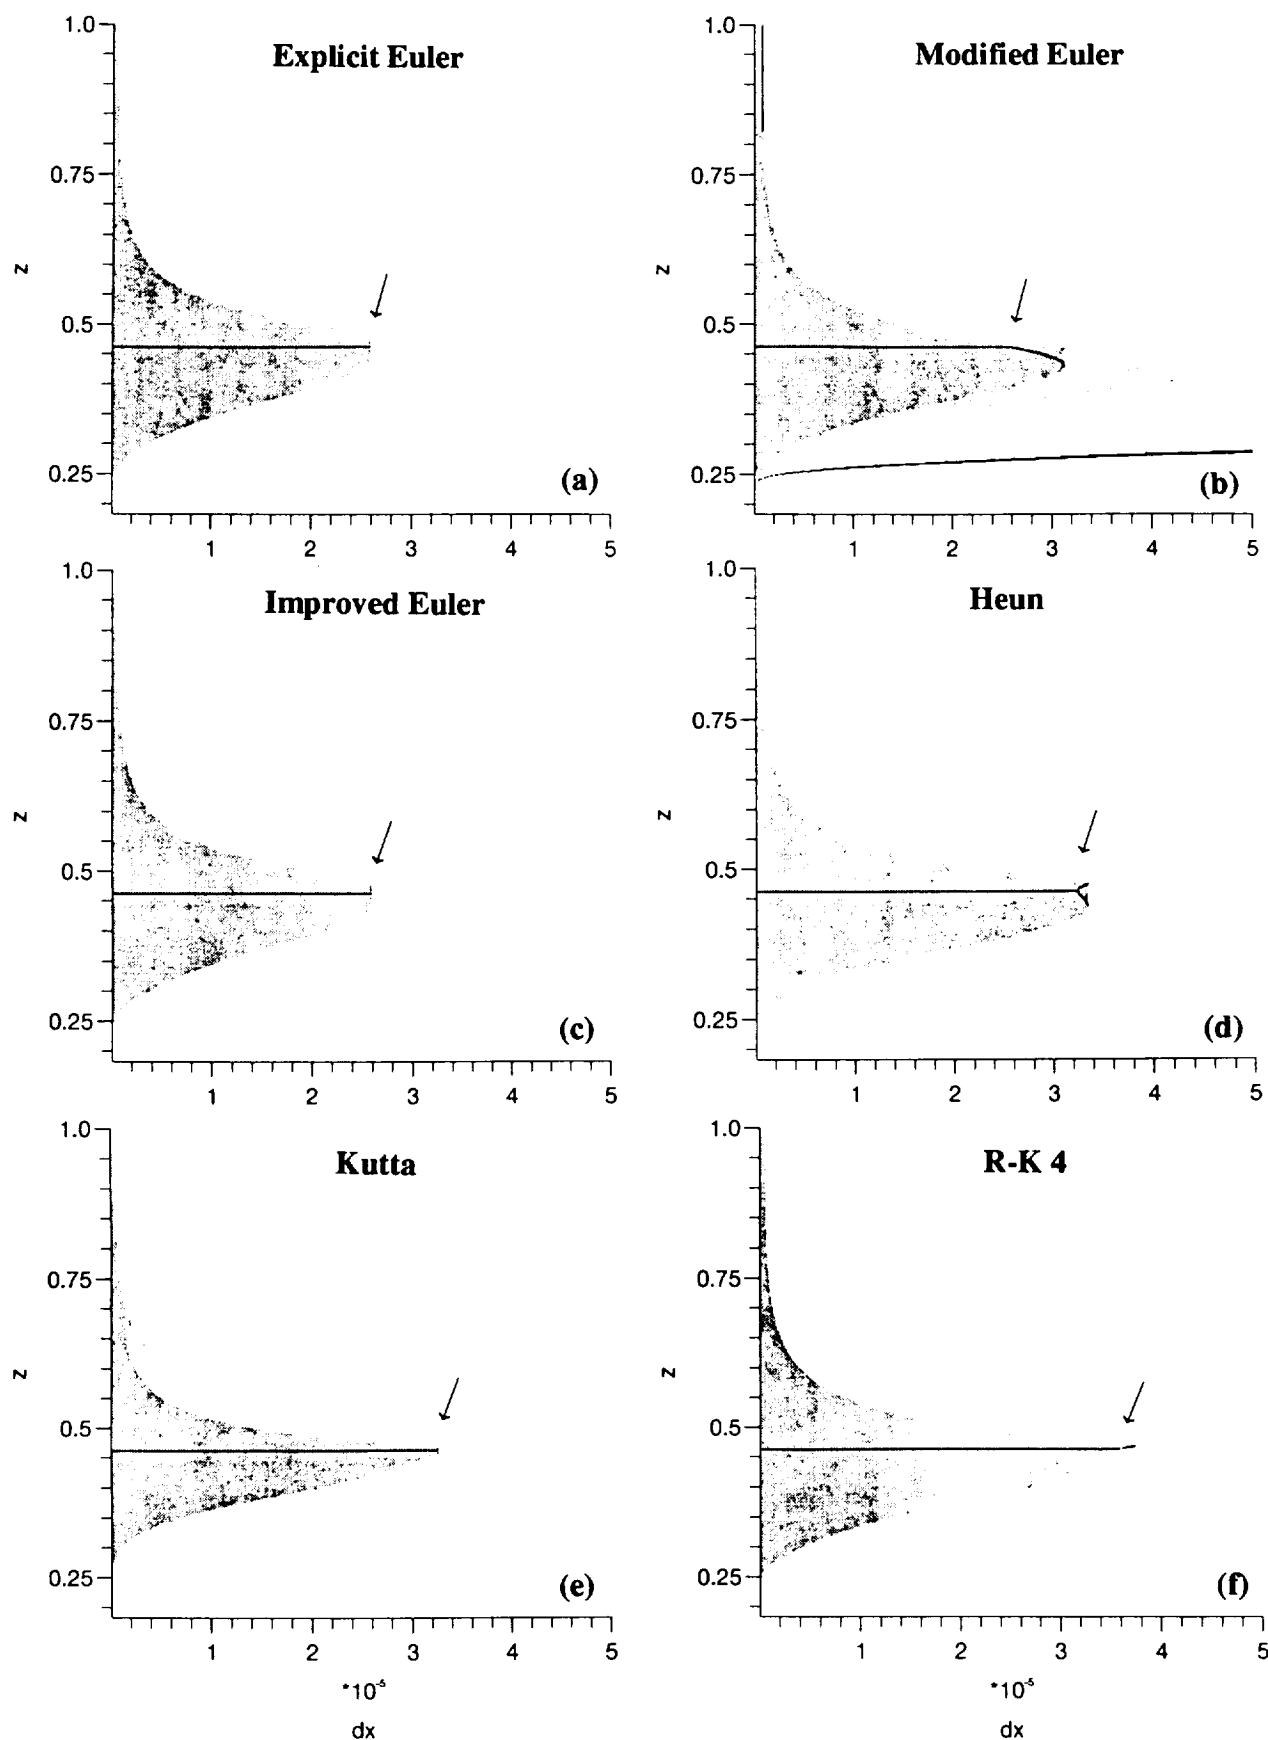 Explicit Euler
1.0
0.75
0.5
0.25
z
(a)
1 2 3 4 5
Modified Euler
1.0
0.75
0.5
0.25
z
(b)
1 2 3 4 5
Improved Euler
1.0
0.75
0.5
0.25
z
(c)
1 2 3 4 5
Heun
1.0
0.75
0.5
0.25
z
(d)
1 2 3 4 5
Kutta
1.0
0.75
0.5
0.25
z
(e)
1 2 3 4 5
*10⁻⁵
dx
R-K 4
1.0
0.75
0.5
0.25
z
(f)
1 2 3 4 5
*10⁻⁵
dx